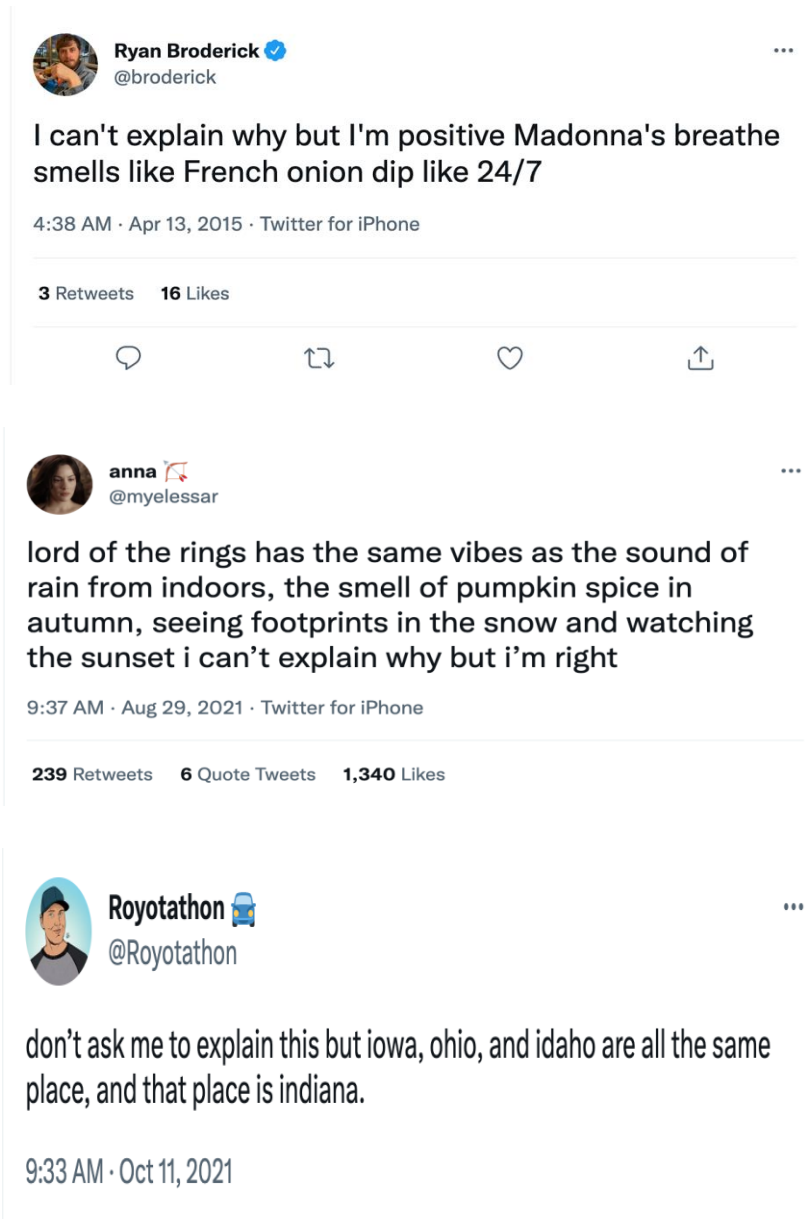 Ryan Broderick
@broderick
I can't explain why but I'm positive Madonna's breathe
smells like French onion dip like 24/7
4:38 AM · Apr 13, 2015 · Twitter for iPhone
3 Retweets 16 Likes
anna
@myelessar
lord of the rings has the same vibes as the sound of
rain from indoors, the smell of pumpkin spice in
autumn, seeing footprints in the snow and watching
the sunset i can’t explain why but i’m right
9:37 AM · Aug 29, 2021 · Twitter for iPhone
239 Retweets 6 Quote Tweets 1,340 Likes
Royotathon
@Royotathon
don’t ask me to explain this but iowa, ohio, and idaho are all the same
place, and that place is indiana.
9:33 AM · Oct 11, 2021